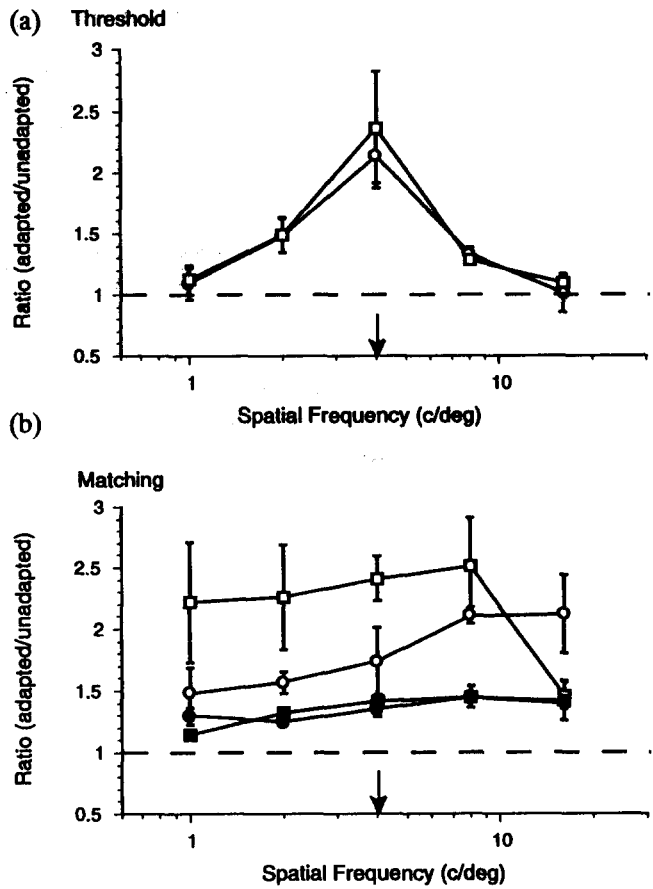 (a) Threshold
3
2.5
2
1.5
1
0.5
Ratio (adapted/unadapted)
1 10
Spatial Frequency (c/deg)
(b)
Matching
3
2.5
2
1.5
1
0.5
Ratio (adapted/unadapted)
1 10
Spatial Frequency (c/deg)